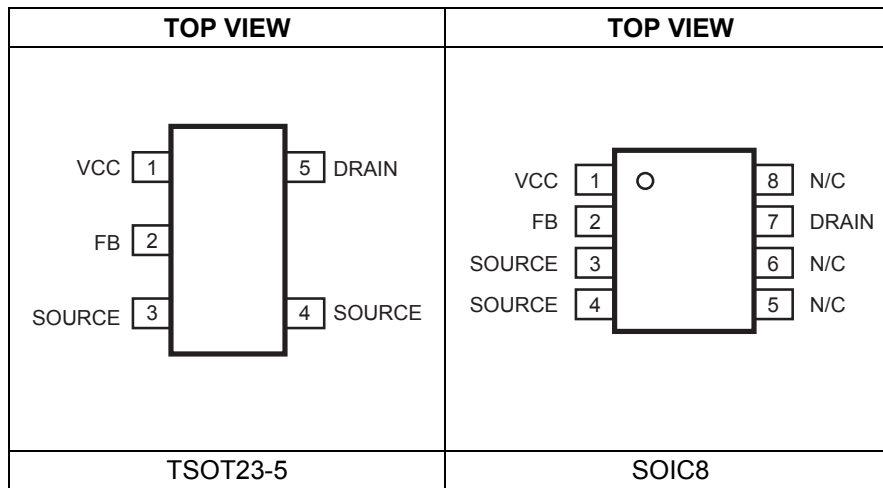 TOP VIEW
TOP VIEW
VCC 1
5 DRAIN
FB 2
SOURCE 3
4 SOURCE
VCC 1
8 N/C
FB 2
7 DRAIN
SOURCE 3
6 N/C
SOURCE 4
5 N/C
TSOT23-5
SOIC8